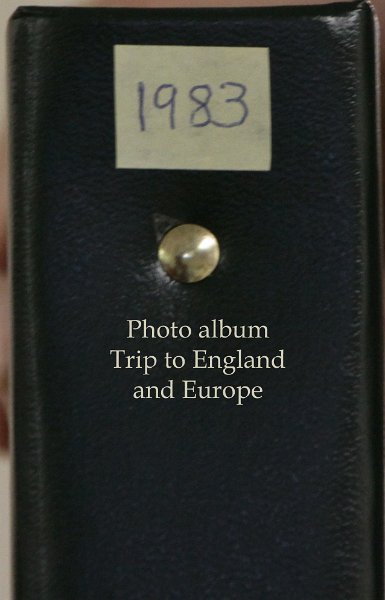 1983
Photo album
Trip to England
and Europe